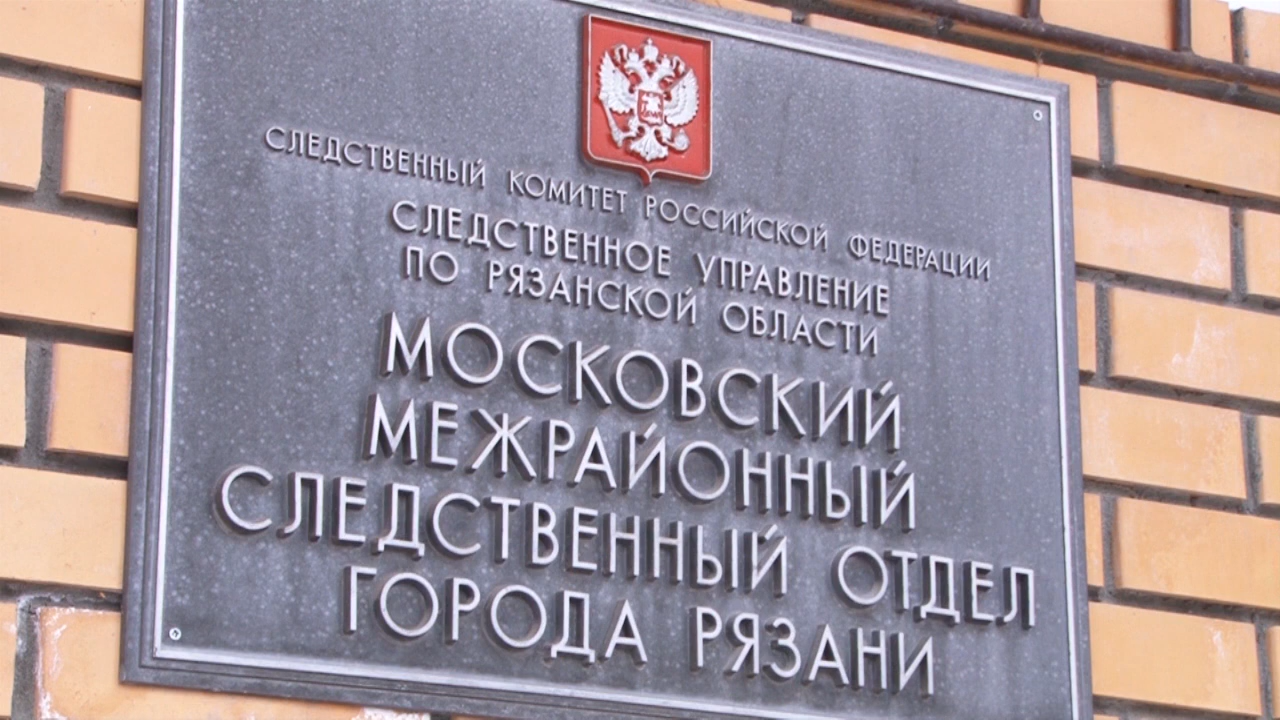 СЛЕДСТВЕННЫЙ КОМИТЕТ РОССИЙСКОЙ ФЕДЕРАЦИИ
СЛЕДСТВЕННОЕ УПРАВЛЕНИЕ
ПО РЯЗАНСКОЙ ОБЛАСТИ
МОСКОВСКИЙ
МЕЖРАЙОННЫЙ
СЛЕДСТВЕННЫЙ ОТДЕЛ
ГОРОДА РЯЗАНИ